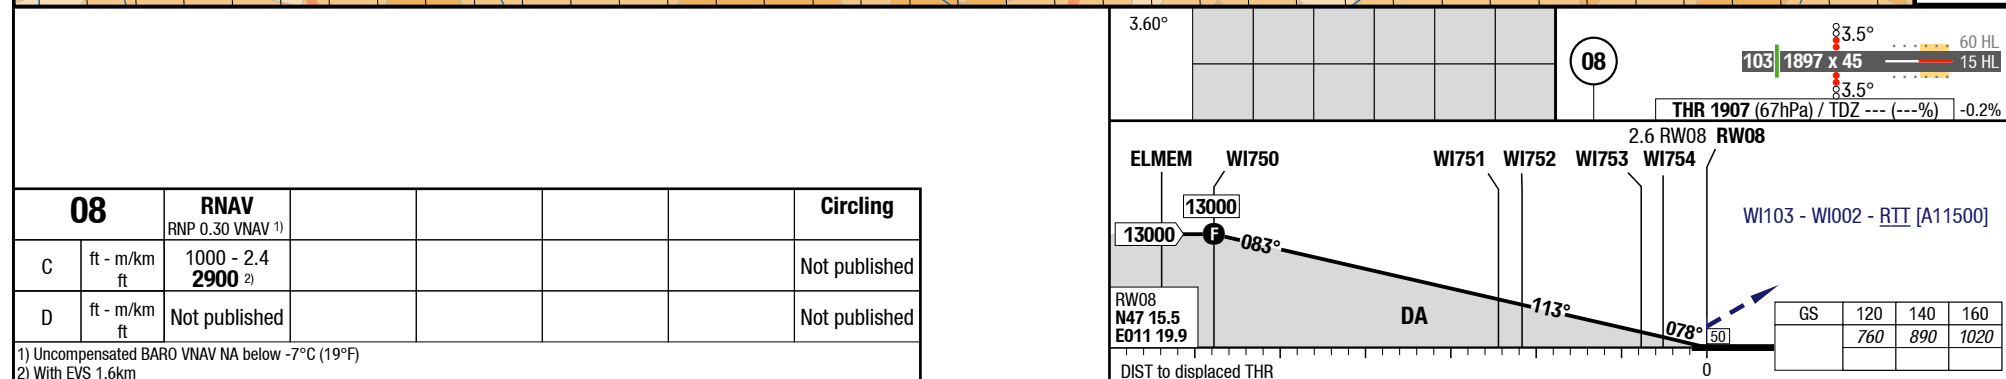 3.60°
08
3.5°
60 HL
103 1897 x 45
15 HL
3.5°
THR 1907 (67hPa) / TDZ --- (---%) -0.2%
2.6 RW08 RW08
ELMEM WI750 WI751 WI752 WI753 WI754
13000
13000
F
083°
WI103 - WI002 - RTT [A11500]
RW08
N47 15.5
E011 19.9
DA
113°
078°
50
GS 120 140 160
760 890 1020
0
DIST to displaced THR
08 RNAV Circling
RNP 0.30 VNAV 1)
C ft - m/km 1000 - 2.4 Not published
ft 2900 2)
D ft - m/km Not published Not published
ft
1) Uncompensated BARO VNAV NA below -7°C (19°F)
2) With EVS 1.6km